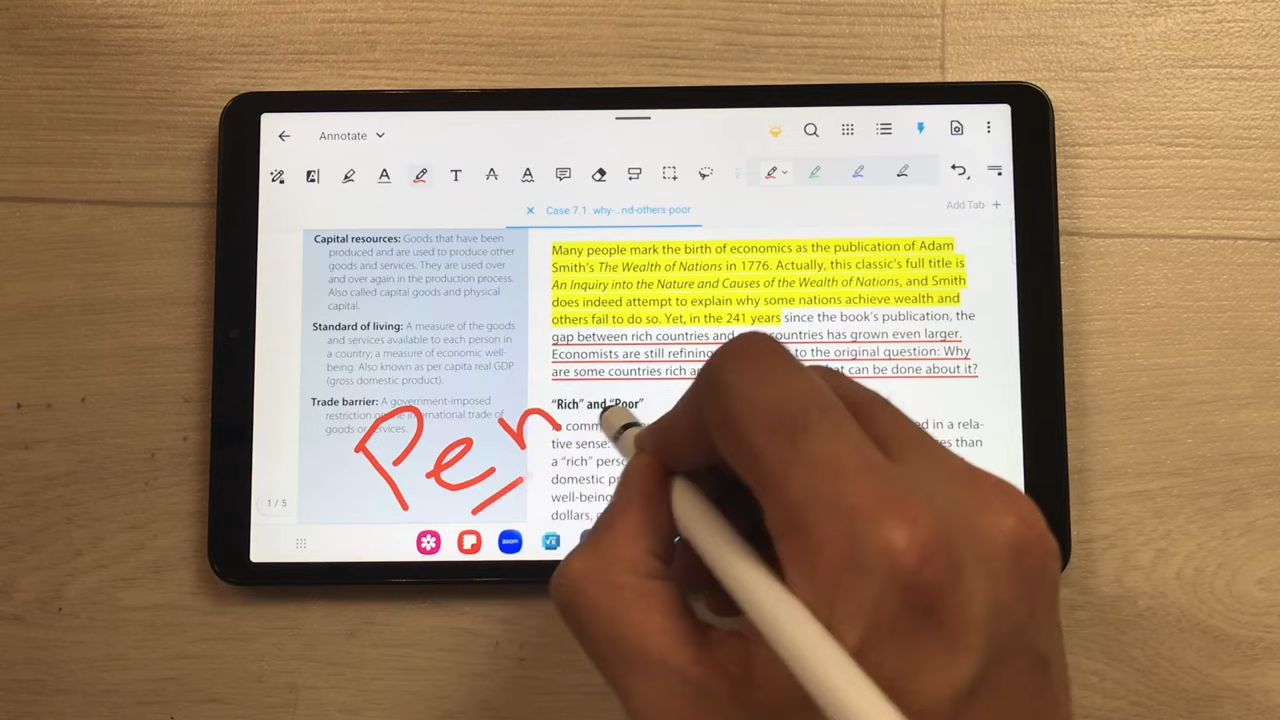 Annotate
Case 7.1. why-...nd-others-poor
Add Tab +
Capital resources: Goods that have been
produced and are used to produce other
goods and services. They are used over
and over again in the production process.
Also called capital goods and physical
capital.
Standard of living: A measure of the goods
and services available to each person in
a country; a measure of economic well-
being. Also known as per capita real GDP
(gross domestic product).
Trade barrier: A government-imposed
restriction on the international trade of
goods or services.
Pen
1 / 5
Many people mark the birth of economics as the publication of Adam
Smith's The Wealth of Nations in 1776. Actually, this classic's full title is
An Inquiry into the Nature and Causes of the Wealth of Nations, and Smith
does indeed attempt to explain why some nations achieve wealth and
others fail to do so. Yet, in the 241 years since the book's publication, the
gap between rich countries and countries has grown even larger.
Economists are still refining to the original question: Why
are some countries rich can be done about it?
"Rich" and "Poor"
ed in a rela-
tive sense: than
a "rich"
domestic
well-being
dollars,
zoom